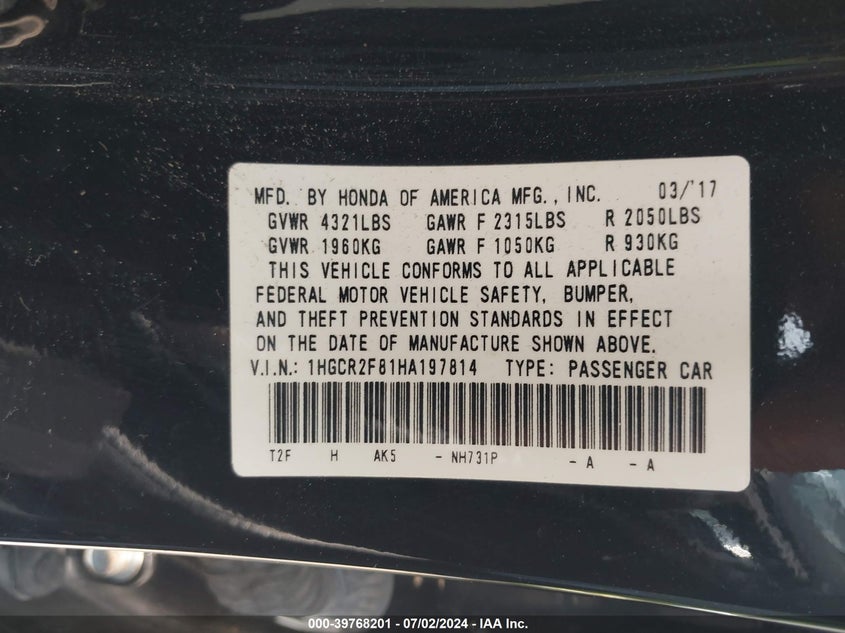 MFD. BY HONDA OF AMERICA MFG., INC. 03/'17
GVWR 4321LBS GAWR F 2315LBS R 2050LBS
GVWR 1960KG GAWR F 1050KG R 930KG
THIS VEHICLE CONFORMS TO ALL APPLICABLE
FEDERAL MOTOR VEHICLE SAFETY, BUMPER,
AND THEFT PREVENTION STANDARDS IN EFFECT
ON THE DATE OF MANUFACTURE SHOWN ABOVE.
V.I.N.: 1HGCR2F81HA197814 TYPE: PASSENGER CAR
T2F H AK5 - NH731P - A - A
000-39768201 - 07/02/2024 - IAA Inc.